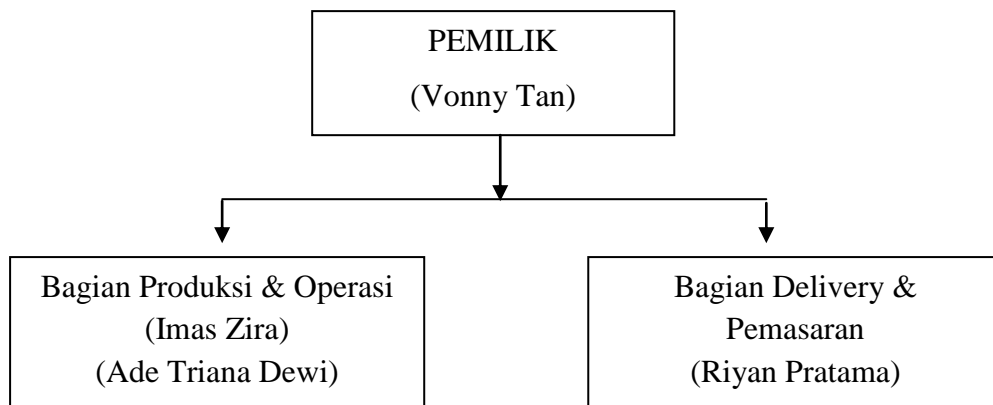 PEMILIK
(Vonny Tan)
Bagian Produksi & Operasi
(Imas Zira)
(Ade Triana Dewi)
Bagian Delivery &
Pemasaran
(Riyan Pratama)